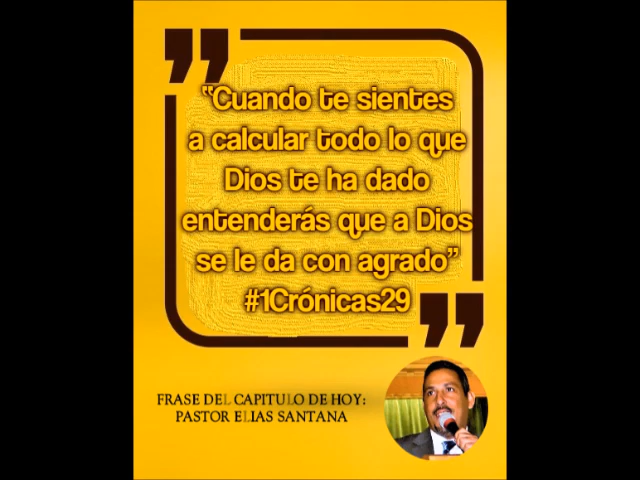 "Cuando te sientes
a calcular todo lo que
Dios te ha dado
entenderás que a Dios
se le da con agrado"
#1Crónicas29
FRASE DEL CAPITULO DE HOY:
PASTOR ELIAS SANTANA